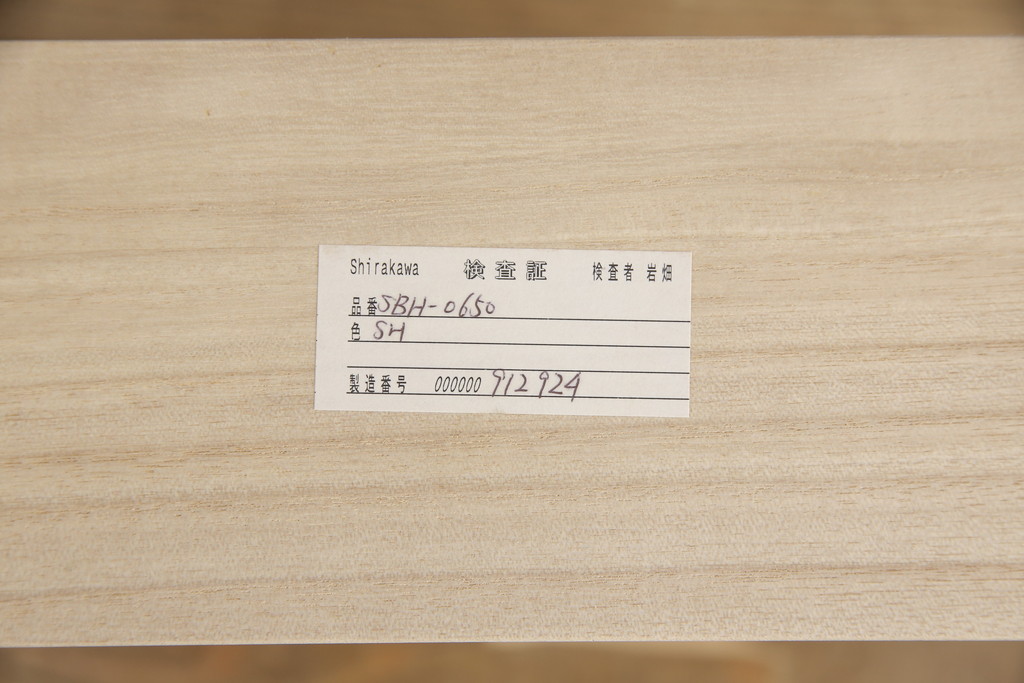 Shirakawa 検査証 検査者 岩畑
品番 SBH-0650
色 SH
製造番号 000000 912924